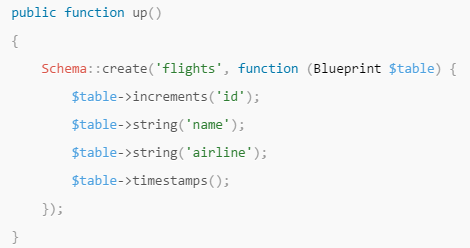 public function up()
{
    Schema::create('flights', function (Blueprint $table) {
        $table->increments('id');
        $table->string('name');
        $table->string('airline');
        $table->timestamps();
    });
}